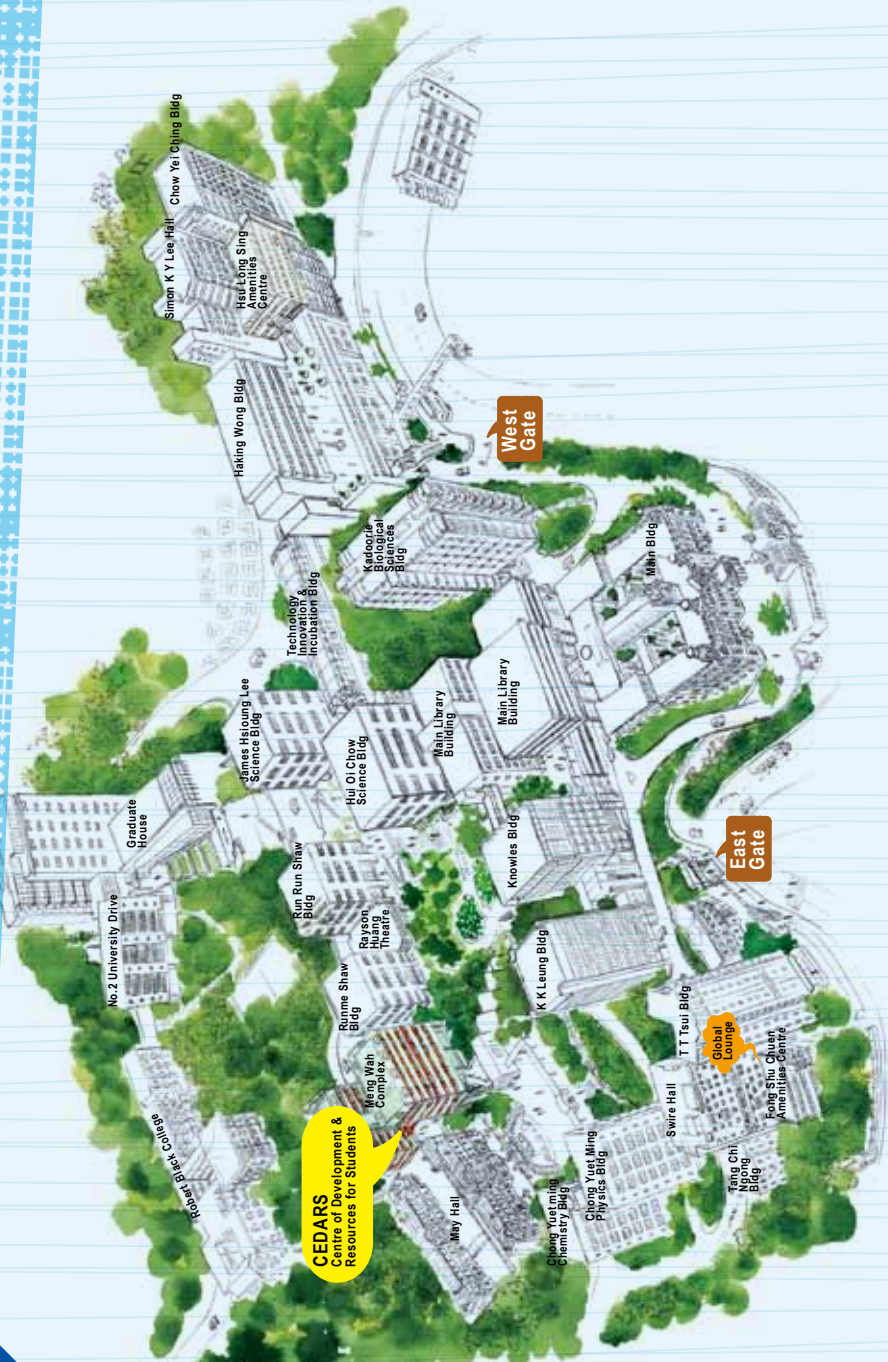 Robert Black College
No.2 University Drive
Graduate
House
CEDARS
Centre of Development &
Resources for Students
Meng Wah
Complex
Runme Shaw
Bldg
Rayson
Huang
Theatre
Run Run Shaw
Bldg
James Hsioung Lee
Science Bldg
Hui Oi Chow
Science Bldg
Technology
Innovation &
Incubation Bldg
Haking Wong Bldg
Simon K Y Lee Hall
Hsu Long Sing
Amenities
Centre
Chow Yei Ching Bldg
May Hall
Chong Yuet ming
Chemistry Bldg
Chong Yuet Ming
Physics Bldg
K K Leung Bldg
Knowles Bldg
Main Library
Building
Main Library
Building
Kadoorie
Biological
Sciences
Bldg
West
Gate
Swire Hall
T T Tsui Bldg
Global
Lounge
Tang Chi
Ngong
Bldg
Fong Shu Chuen
Amenities Centre
East
Gate
Main Bldg